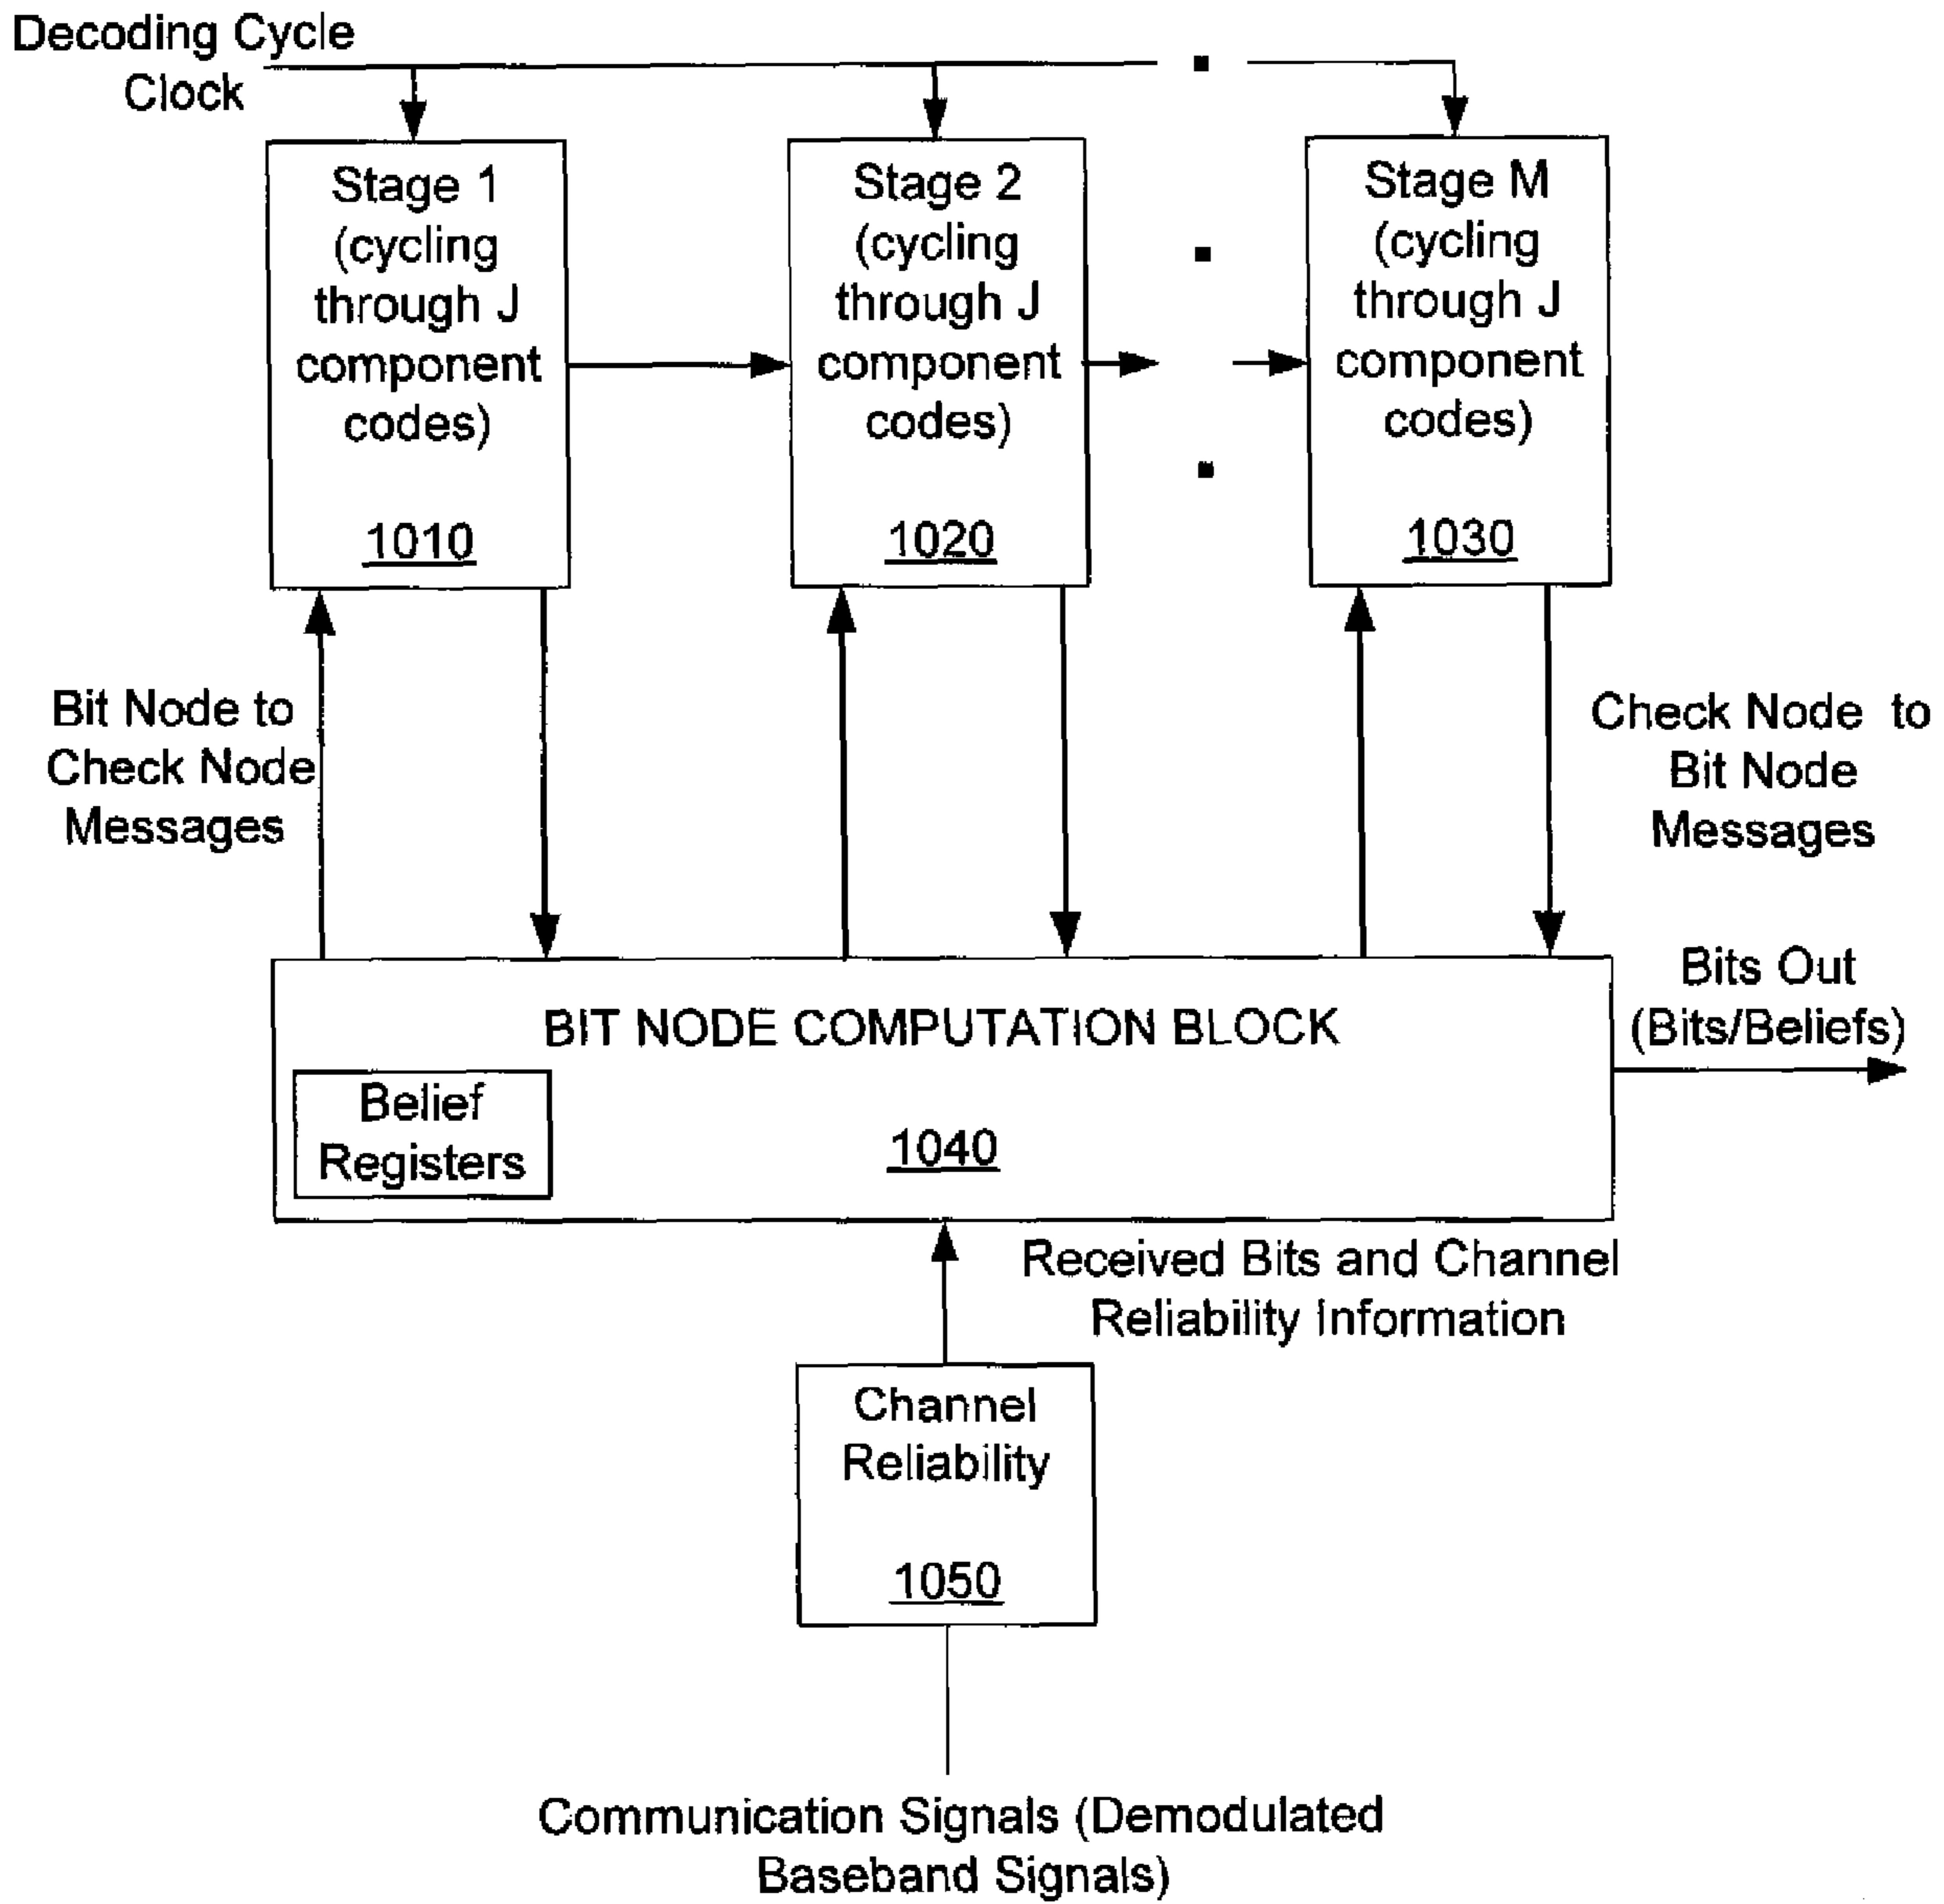 Decoding Cycle
Clock
Stage 1
(cycling
through J
component
codes)
1010
Stage 2
(cycling
through J
component
codes)
1020
Stage M
(cycling
through J
component
codes)
1030
Bit Node to
Check Node
Messages
Check Node to
Bit Node
Messages
Bits Out
(Bits/Beliefs)
BIT NODE COMPUTATION BLOCK
Belief
Registers
1040
Received Bits and Channel
Reliability Information
Channel
Reliability
1050
Communication Signals (Demodulated
Baseband Signals)